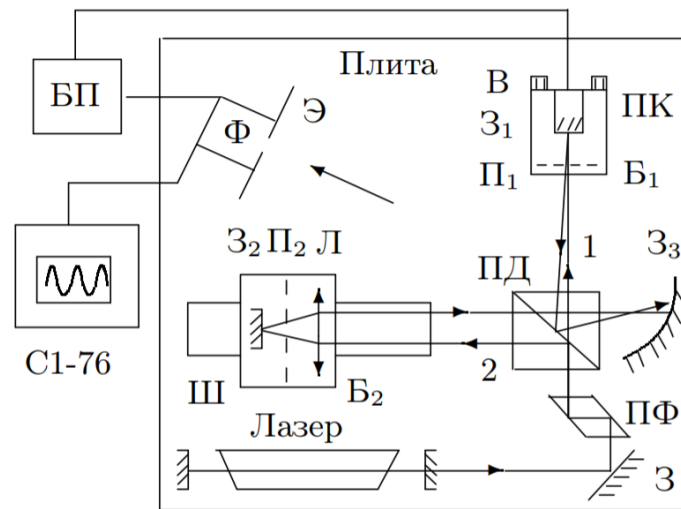 Плита
БП
Э
Ф
В
ПК
З₁
П₁
Б₁
З₂ П₂ Л
ПД
1
З₃
С1-76
Ш
Б₂
2
ПФ
Лазер
З